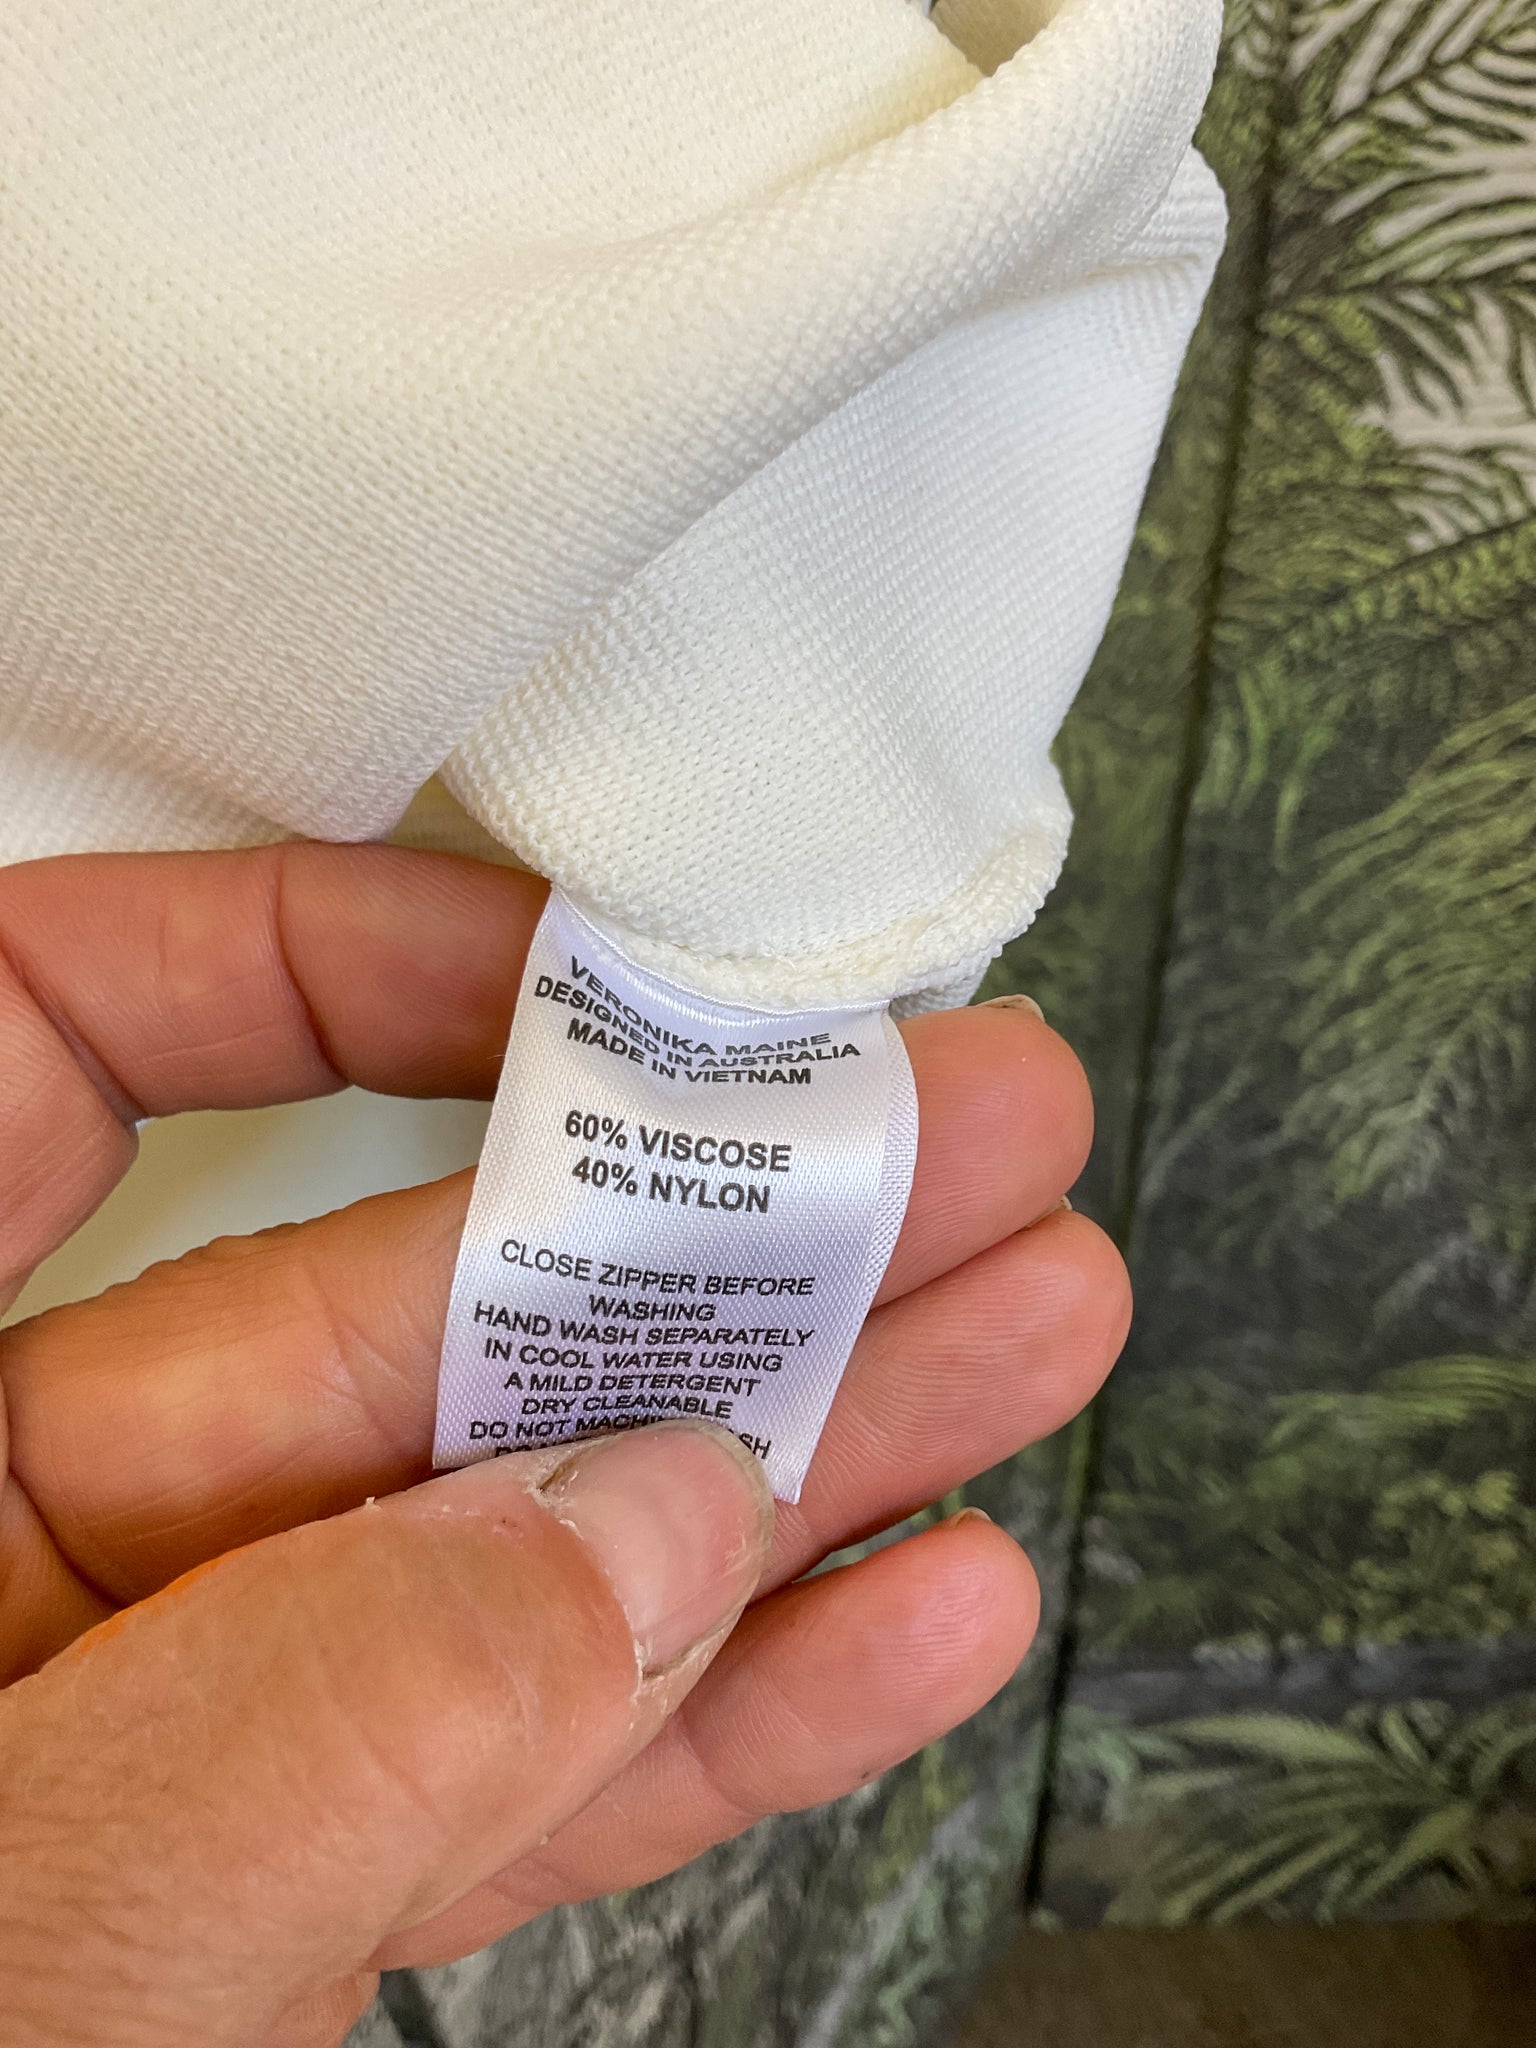 VERONIKA MAINE
DESIGNED IN AUSTRALIA
MADE IN VIETNAM
60% VISCOSE
40% NYLON
CLOSE ZIPPER BEFORE
WASHING
HAND WASH SEPARATELY
IN COOL WATER USING
A MILD DETERGENT
DRY CLEANABLE
DO NOT